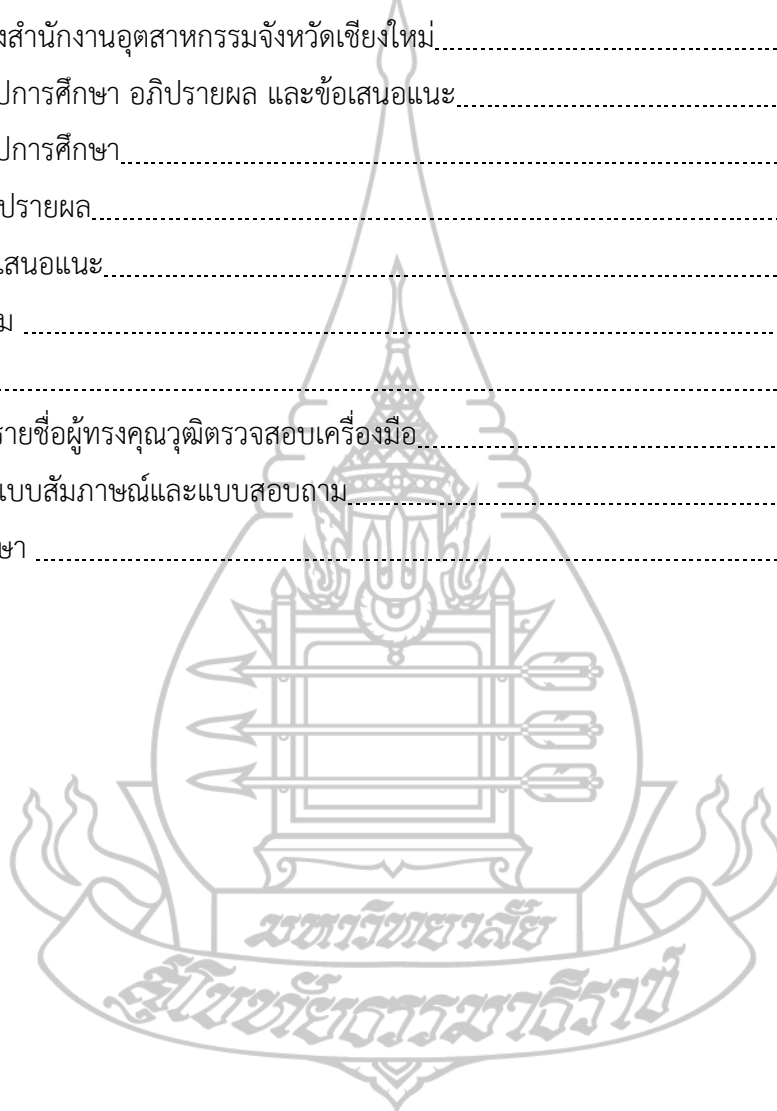 งสำนักงานอุตสาหกรรมจังหวัดเชียงใหม่
ปการศึกษา อภิปรายผล และข้อเสนอแนะ
ปการศึกษา
ปรายผล
เสนอแนะ
ม
รายชื่อผู้ทรงคุณวุฒิตรวจสอบเครื่องมือ
แบบสัมภาษณ์และแบบสอบถาม
ษา
มหาวิทยาลัย
สุโขทัยธรรมาธิราช